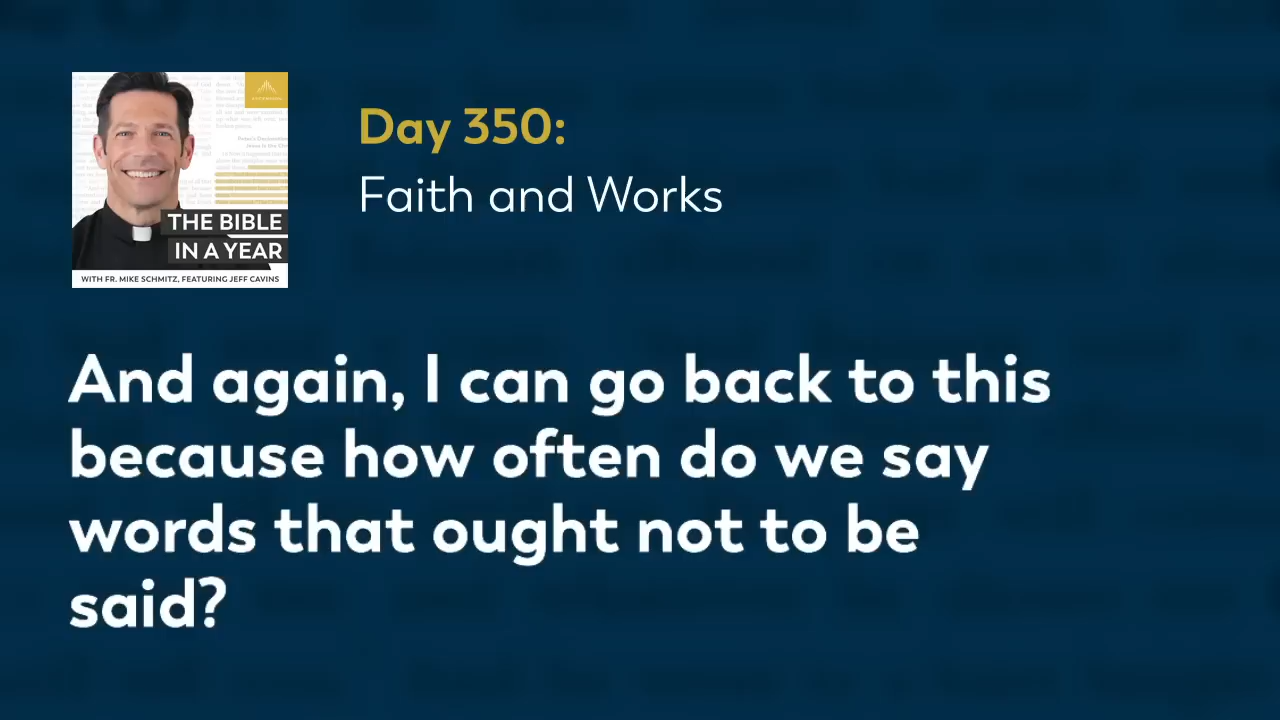 Day 350:
Faith and Works
THE BIBLE
IN A YEAR
WITH FR. MIKE SCHMITZ, FEATURING JEFF CAVINS
And again, I can go back to this
because how often do we say
words that ought not to be
said?